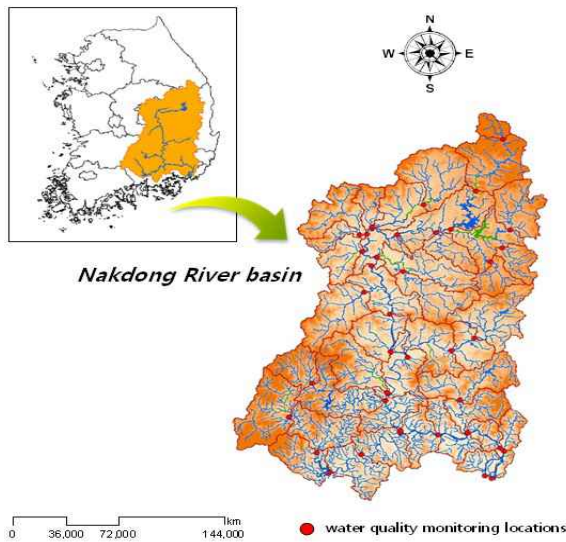 N
W E
S
Nakdong River basin
km
0 36,000 72,000 144,000
water quality monitoring locations